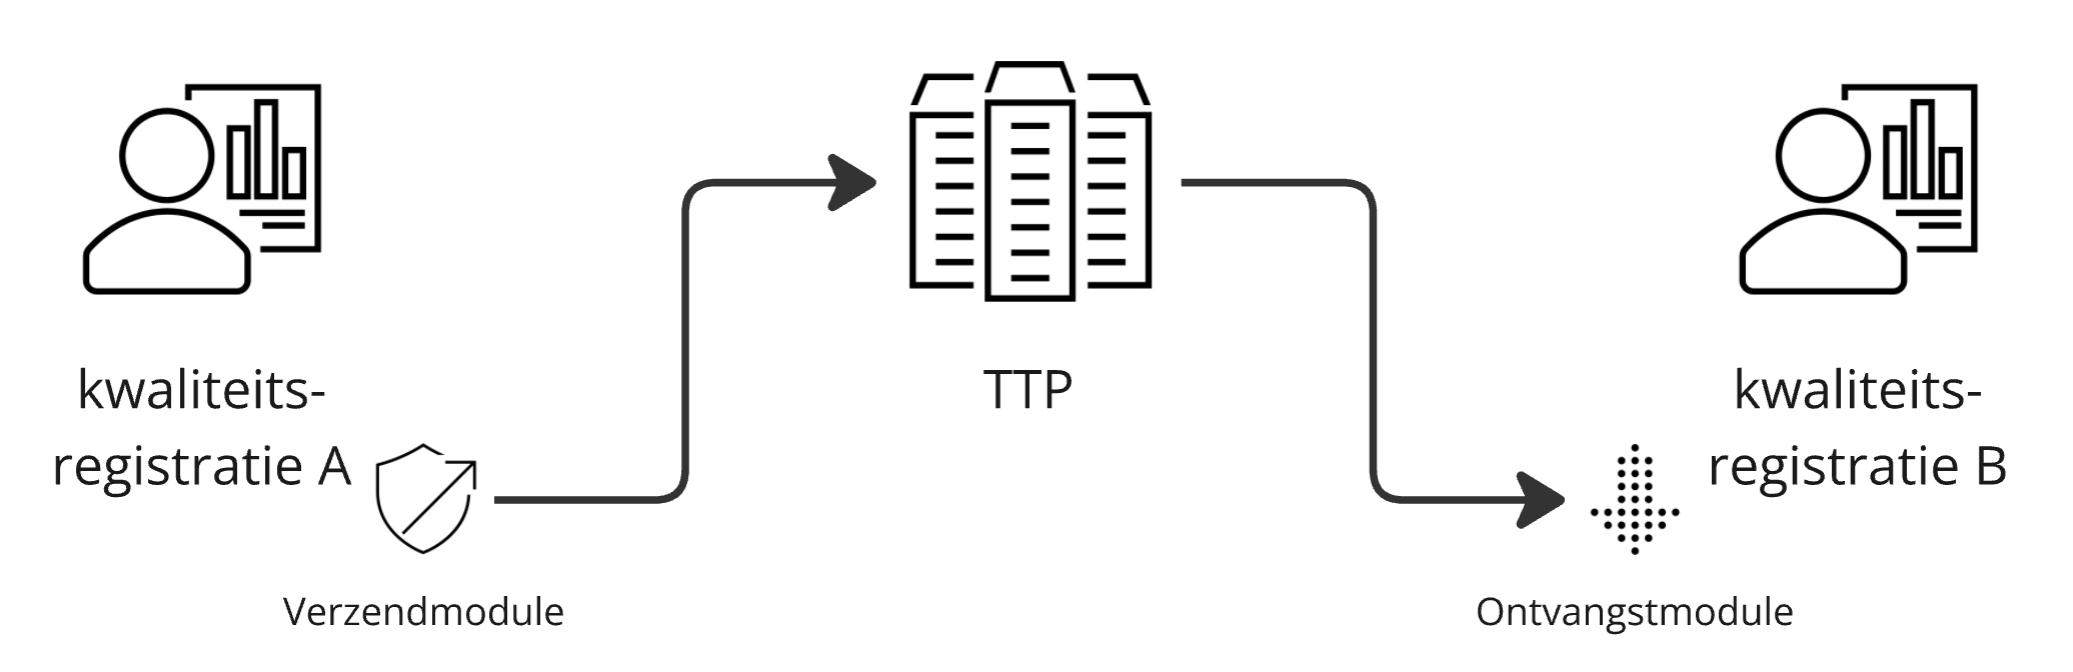 kwaliteits-
registratie A
Verzendmodule
TTP
kwaliteits-
registratie B
Ontvangstmodule